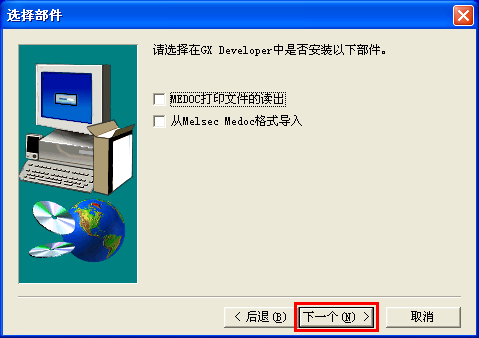 选择部件
请选择在GX Developer中是否安装以下部件。
MEDOC打印文件的读出
从Melsec Medoc格式导入
< 后退(B)
下一个(N) >
取消